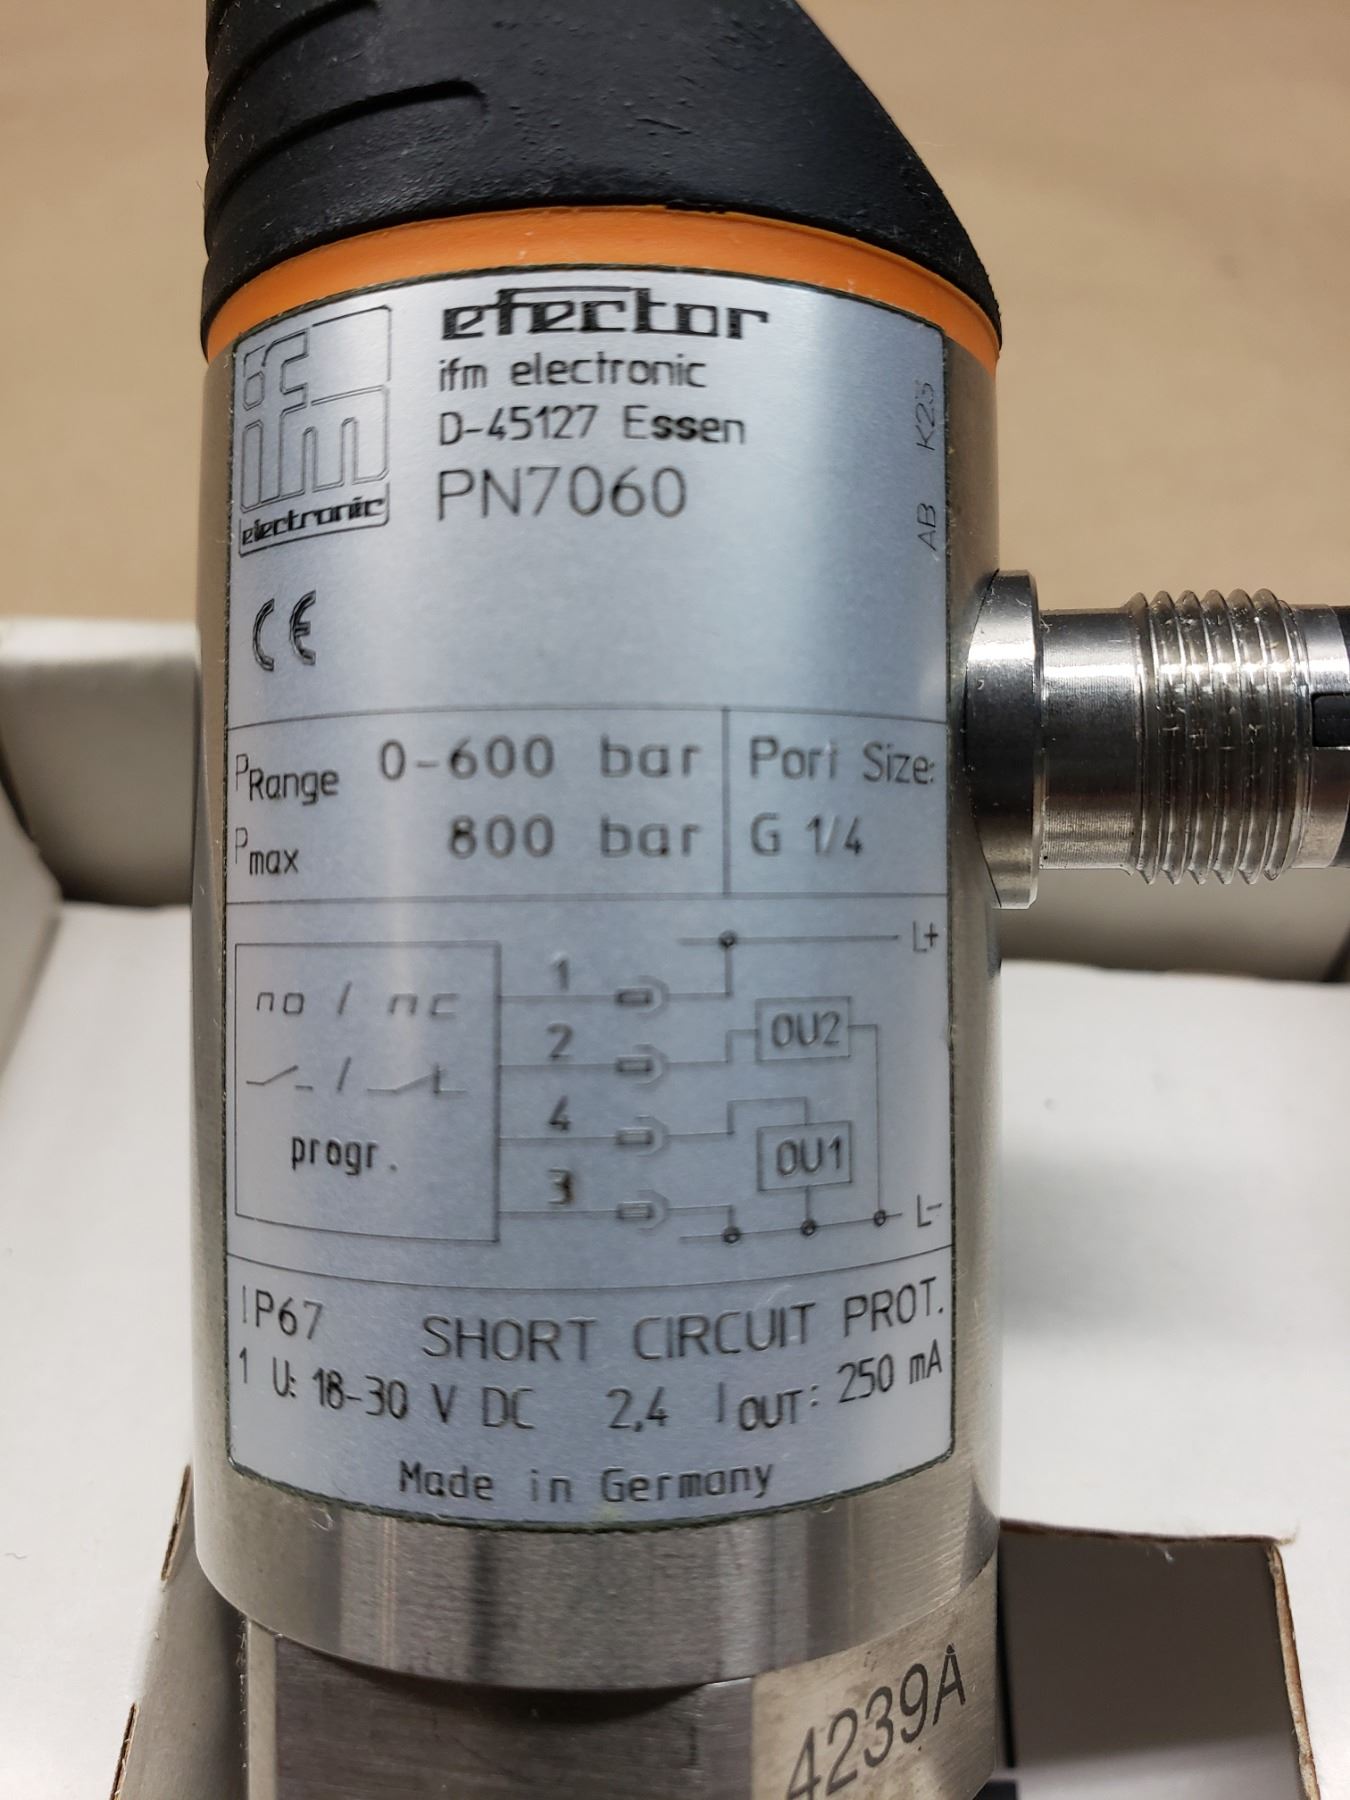 ifm
electronic
efector
ifm electronic
D-45127 Essen
PN7060
AB K23
CE
PRange 0-600 bar
Pmax 800 bar
Port Size:
G 1/4
no / nc
progr.
1
2
4
3
L+
OU2
OU1
L-
IP67 SHORT CIRCUIT PROT.
1 U: 18-30 V DC 2,4 IOUT: 250 mA
Made in Germany
4239A